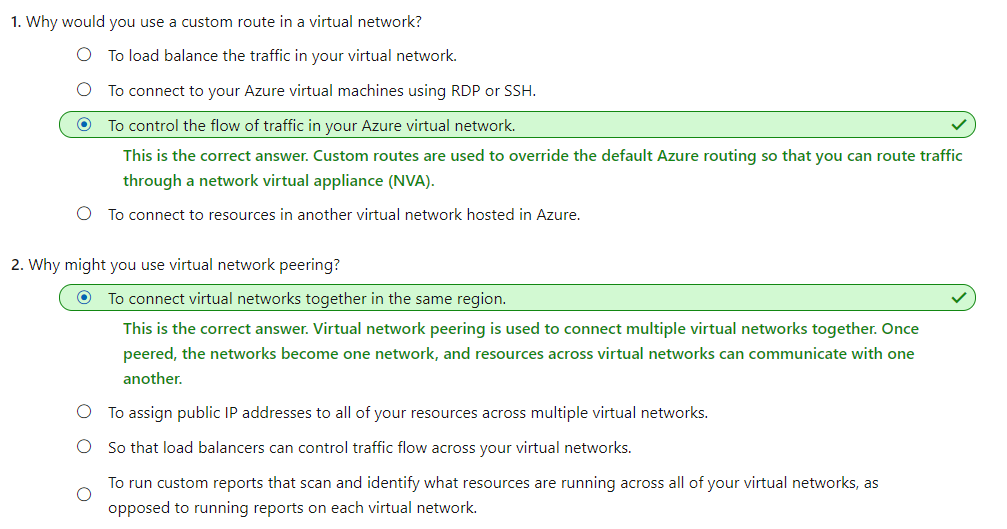 1. Why would you use a custom route in a virtual network?
To load balance the traffic in your virtual network.
To connect to your Azure virtual machines using RDP or SSH.
To control the flow of traffic in your Azure virtual network.
This is the correct answer. Custom routes are used to override the default Azure routing so that you can route traffic
through a network virtual appliance (NVA).
To connect to resources in another virtual network hosted in Azure.
2. Why might you use virtual network peering?
To connect virtual networks together in the same region.
This is the correct answer. Virtual network peering is used to connect multiple virtual networks together. Once
peered, the networks become one network, and resources across virtual networks can communicate with one
another.
To assign public IP addresses to all of your resources across multiple virtual networks.
So that load balancers can control traffic flow across your virtual networks.
To run custom reports that scan and identify what resources are running across all of your virtual networks, as
opposed to running reports on each virtual network.